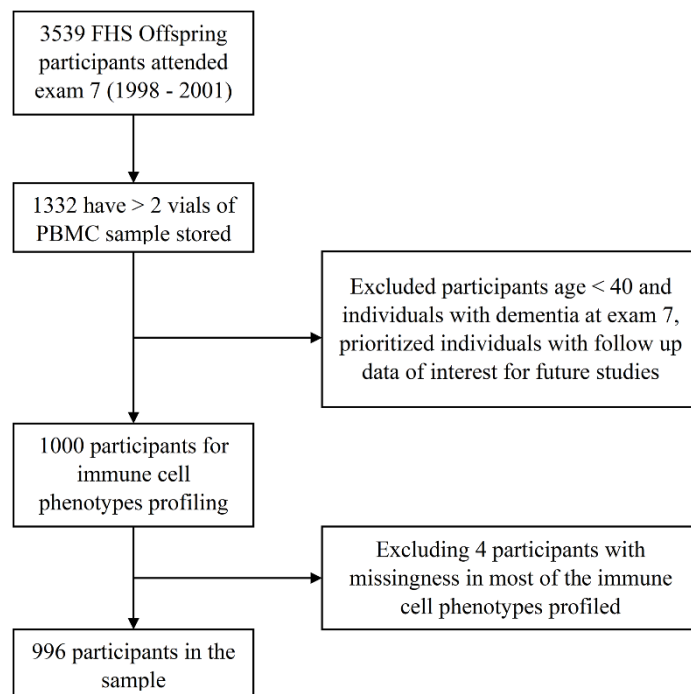 3539 FHS Offspring
participants attended
exam 7 (1998 - 2001)
1332 have > 2 vials of
PBMC sample stored
Excluded participants age < 40 and
individuals with dementia at exam 7,
prioritized individuals with follow up
data of interest for future studies
1000 participants for
immune cell
phenotypes profiling
Excluding 4 participants with
missingness in most of the immune
cell phenotypes profiled
996 participants in the
sample